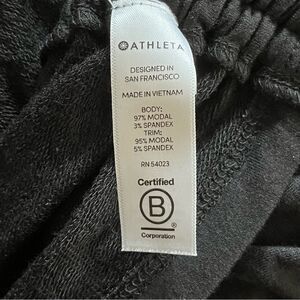 ATHLETA
DESIGNED IN
SAN FRANCISCO
MADE IN VIETNAM
BODY:
97% MODAL
3% SPANDEX
TRIM:
95% MODAL
5% SPANDEX
RN 54023
Certified
B
Corporation